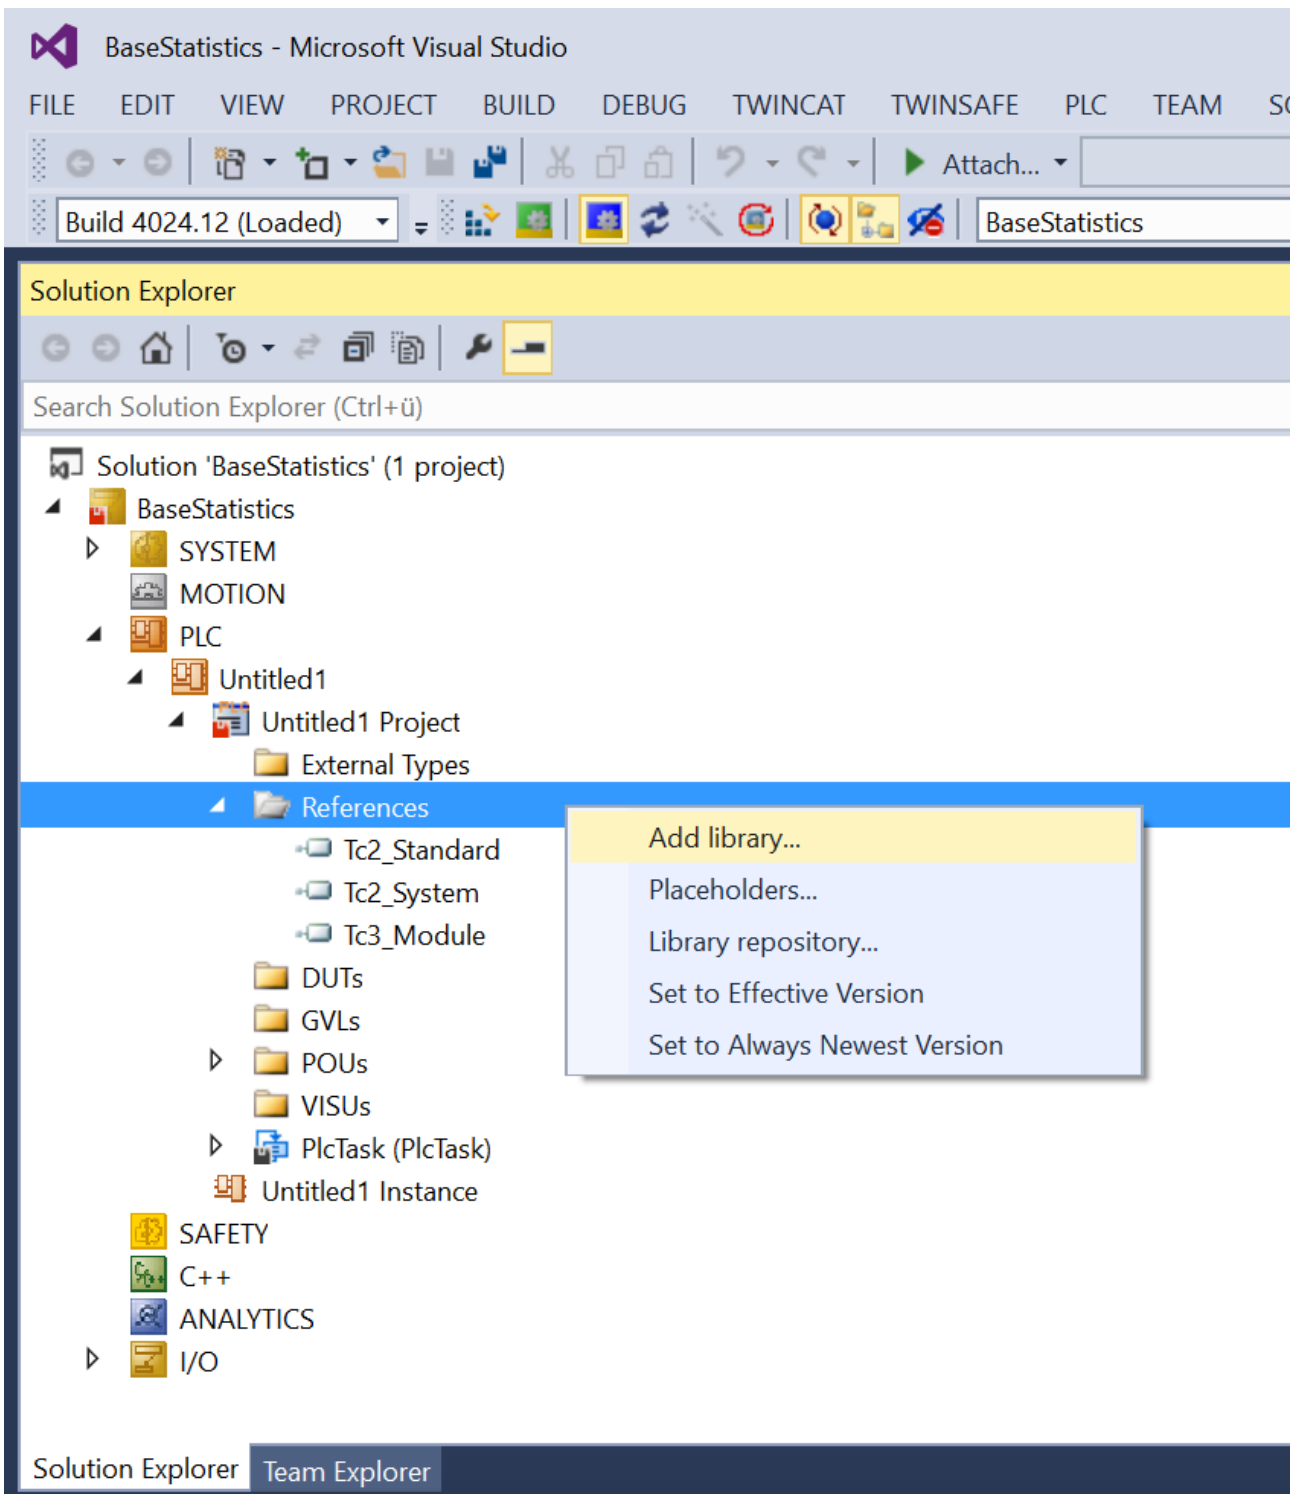 BaseStatistics - Microsoft Visual Studio
FILE EDIT VIEW PROJECT BUILD DEBUG TWINCAT TWINSAFE PLC TEAM
Attach...
Build 4024.12 (Loaded) BaseStatistics
Solution Explorer
Search Solution Explorer (Ctrl+ü)
Solution 'BaseStatistics' (1 project)
BaseStatistics
SYSTEM
MOTION
PLC
Untitled1
Untitled1 Project
External Types
References
Add library...
Tc2_Standard
Placeholders...
Tc2_System
Library repository...
Tc3_Module
Set to Effective Version
DUTs
GVLs
Set to Always Newest Version
POUs
VISUs
PlcTask (PlcTask)
Untitled1 Instance
SAFETY
C++
ANALYTICS
I/O
Solution Explorer Team Explorer